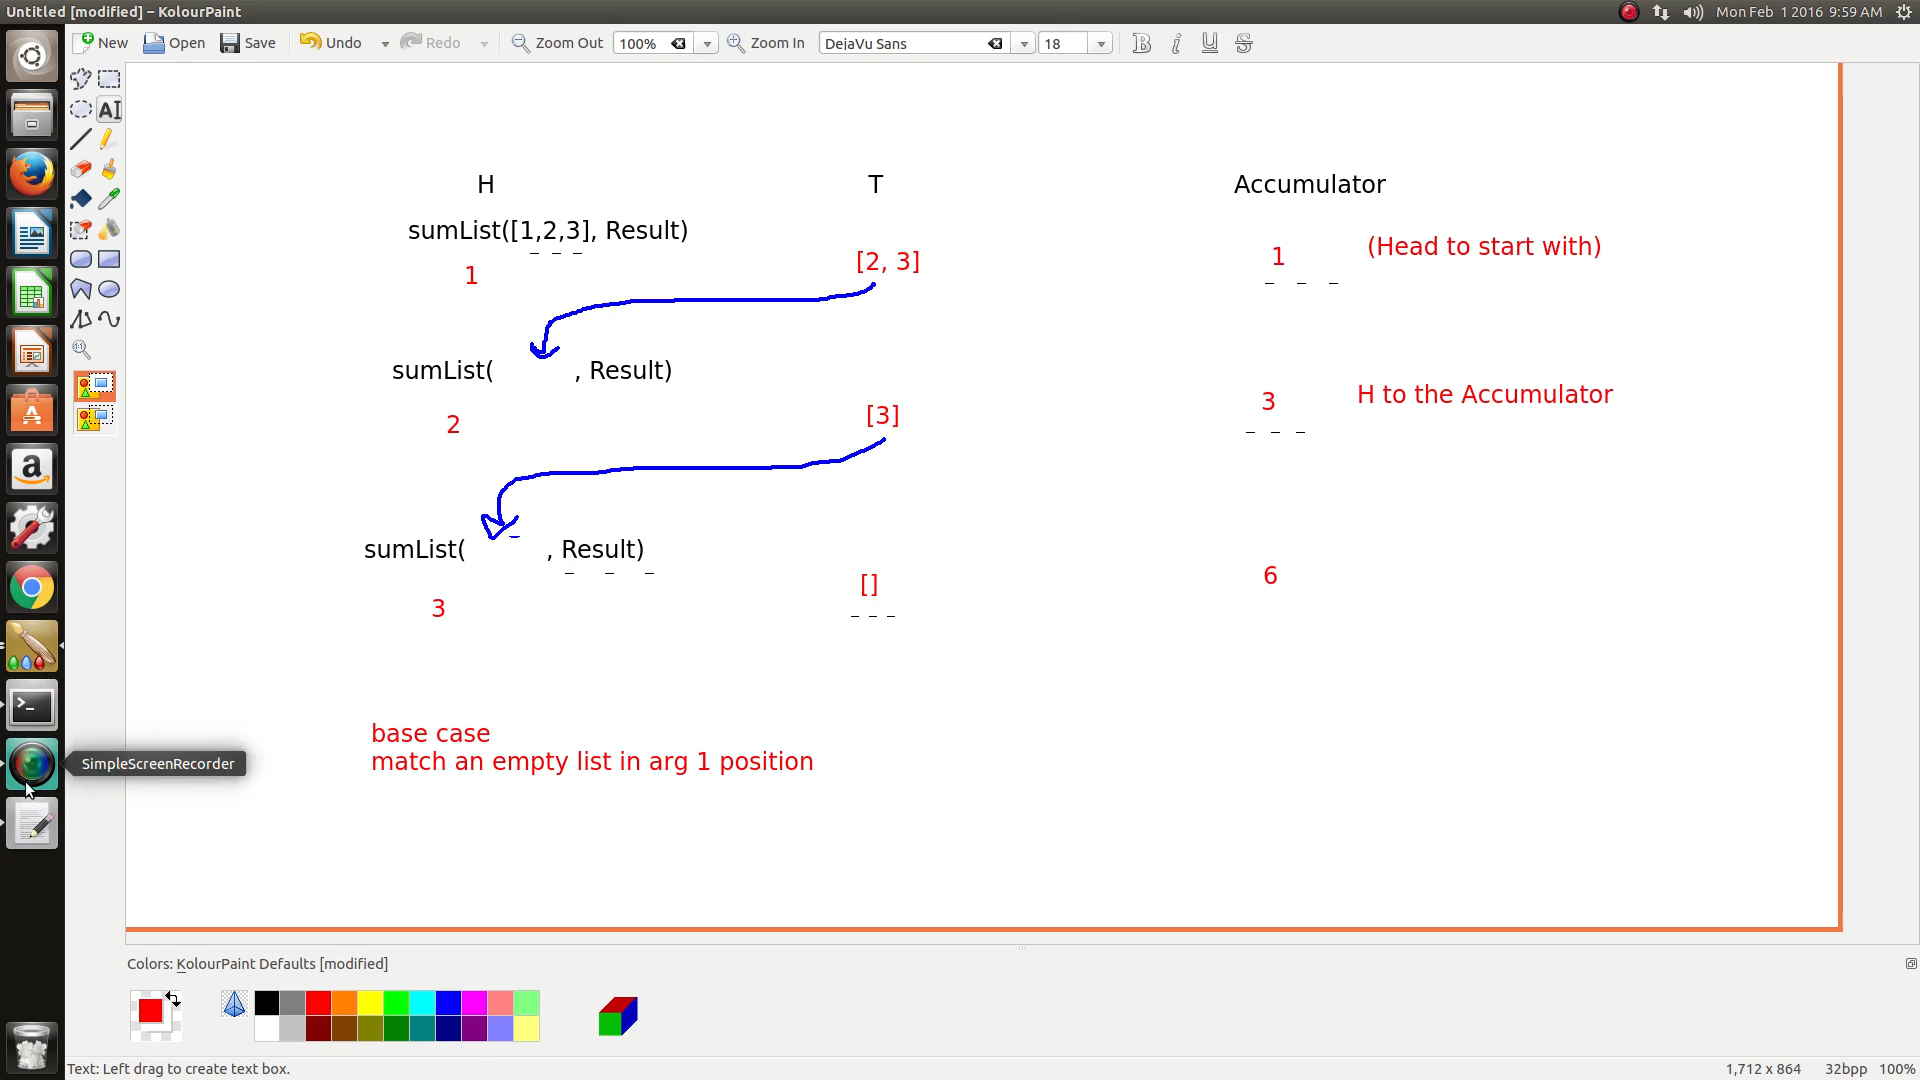 Untitled [modified] – KolourPaint
Mon Feb 1 2016 9:59 AM
New Open Save Undo Redo Zoom Out 100% Zoom In DejaVu Sans 18
H T Accumulator
sumList([1,2,3], Result)
1 [2, 3] 1 (Head to start with)
sumList( , Result)
2 [3] 3 H to the Accumulator
sumList( , Result)
3 [] 6
base case
match an empty list in arg 1 position
SimpleScreenRecorder
Colors: KolourPaint Defaults [modified]
Text: Left drag to create text box. 1,712 x 864 32bpp 100%